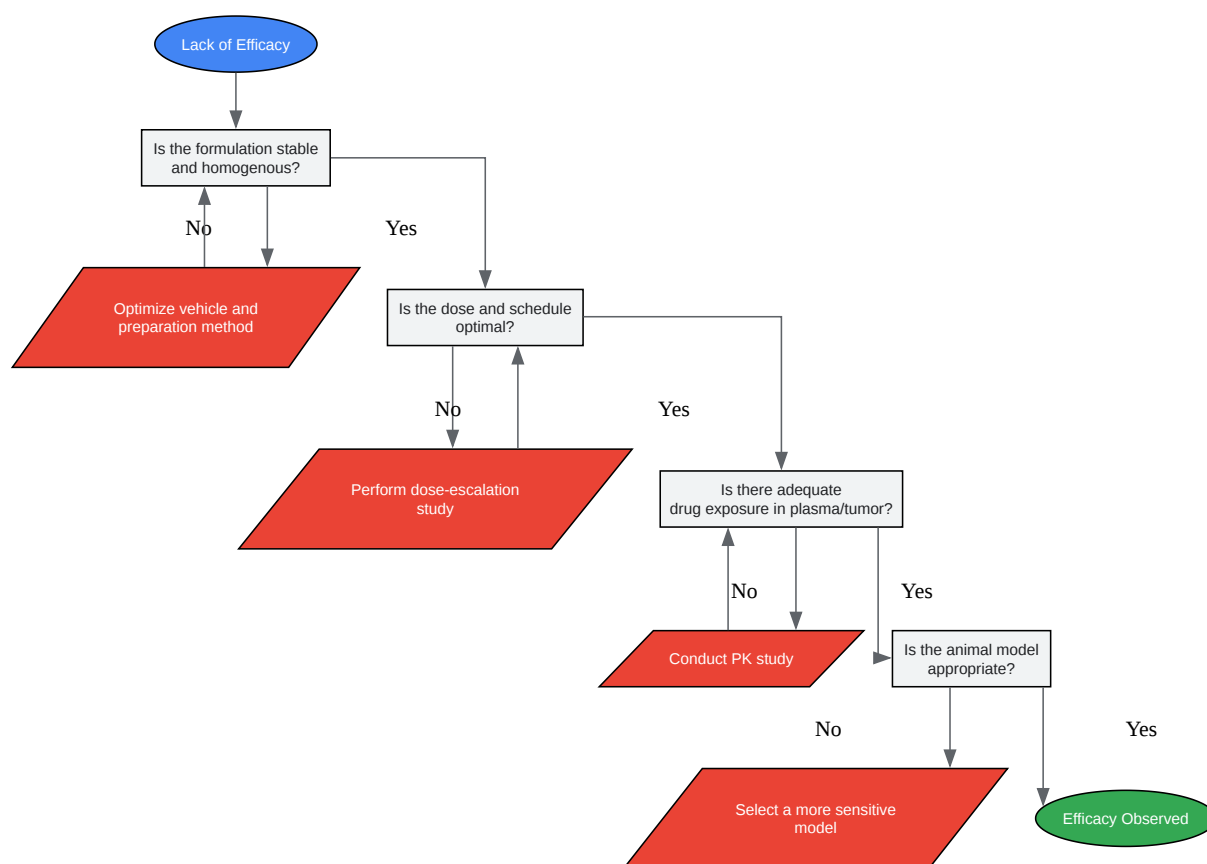 Lack of Efficacy
Is the formulation stable
and homogenous?
No
Yes
Optimize vehicle and
preparation method
Is the dose and schedule
optimal?
No
Yes
Perform dose-escalation
study
Is there adequate
drug exposure in plasma/tumor?
No
Yes
Conduct PK study
Is the animal model
appropriate?
No
Yes
Select a more sensitive
model
Efficacy Observed